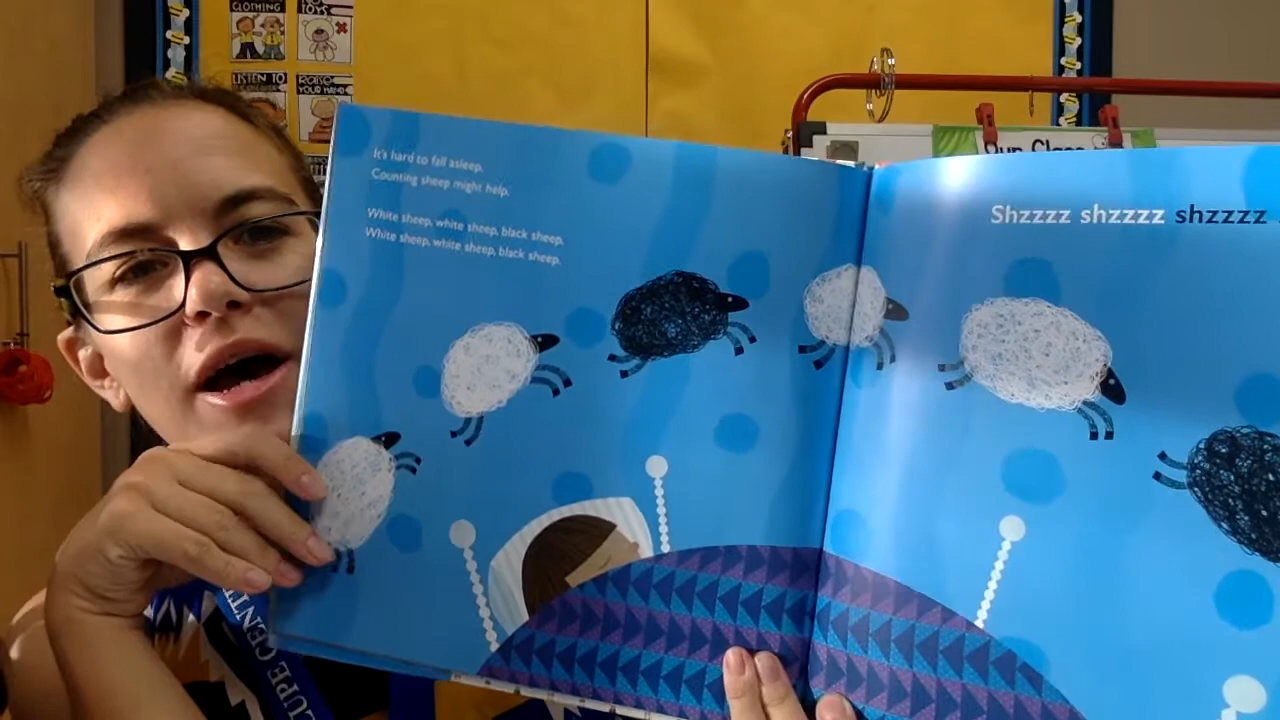 CLOTHING
NO TOYS
LISTEN TO
RAISE
YOUR HAND
Our Class
It's hard to fall asleep.
Counting sheep might help.
White sheep, white sheep, black sheep.
White sheep, white sheep, black sheep.
Shzzzz shzzzz shzzzz